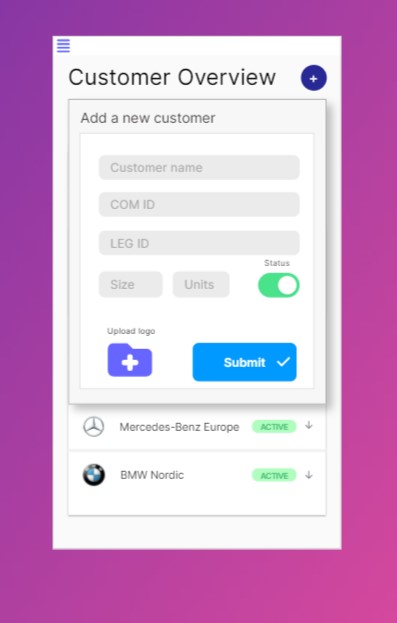 Customer Overview
+
Add a new customer
Customer name
COM ID
LEG ID
Status
Size
Units
Upload logo
Submit
Mercedes-Benz Europe
ACTIVE
BMW Nordic
ACTIVE